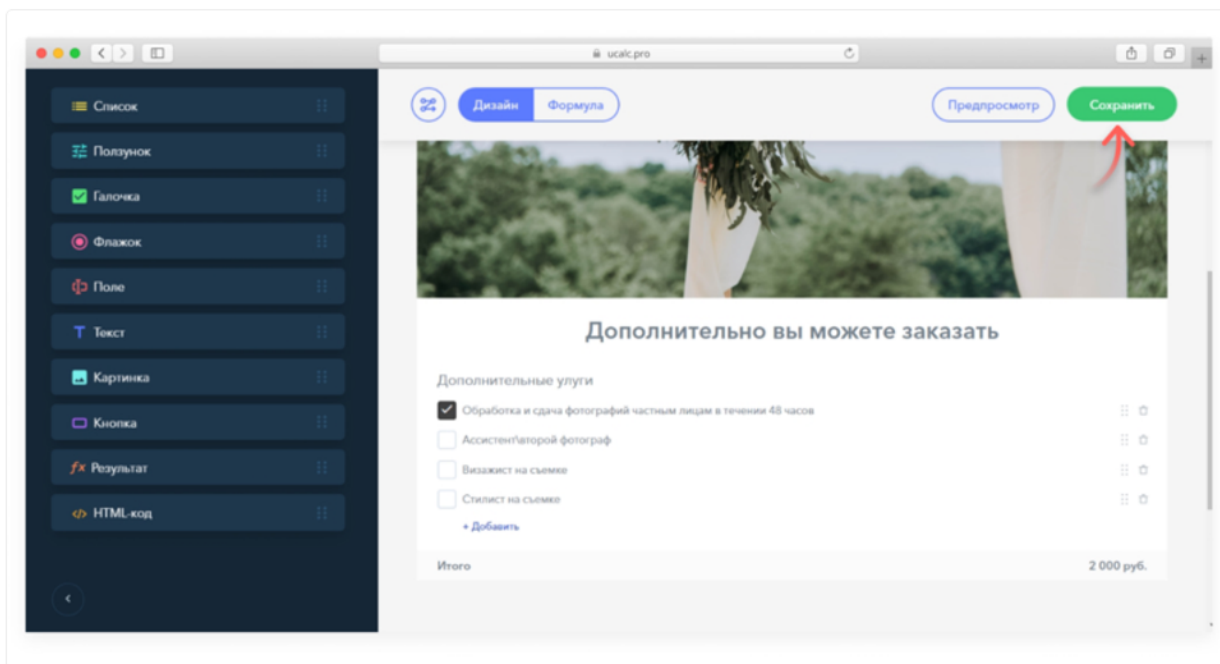 ucalc.pro
Список
Ползунок
Галочка
Флажок
Поле
Текст
Картинка
Кнопка
fx Результат
</> HTML-код
Дизайн
Формула
Предпросмотр
Сохранить
Дополнительно вы можете заказать
Дополнительные улуги
Обработка и сдача фотографий частным лицам в течении 48 часов
Ассистент\второй фотограф
Визажист на съемке
Стилист на съемке
+ Добавить
Итого
2 000 руб.